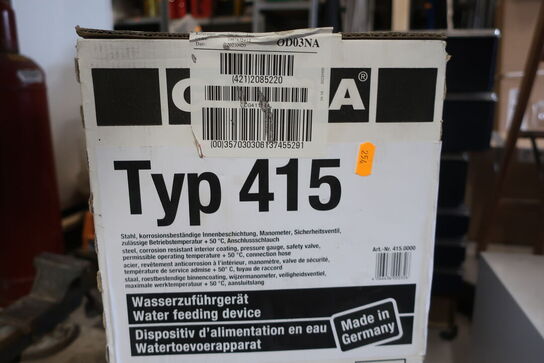 OD03NA
(421)2085220
(00)357030306137455291
A®
Typ 415
254
Stahl, korrosionsbeständige Innenbeschichtung, Manometer, Sicherheitsventil,
zulässige Betriebstemperatur + 50 °C, Anschlussschlauch
steel, corrosion resistant interior coating, pressure gauge, safety valve,
permissible operating temperature + 50 °C, connection hose
acier, revêtement anticorrosion à l'intérieur, manomètre, valve de sécurité,
température de service admise + 50 °C, tuyau de raccord
staal, roestbestendige binnencoating, wijzermanometer, veiligheidsventiel,
maximale werktemperatuur + 50 °C, aansluitslang
Art.-Nr. 415.0000
Wasserzuführgerät
Water feeding device
Dispositiv d'alimentation en eau
Watertoevoerapparat
Made in
Germany